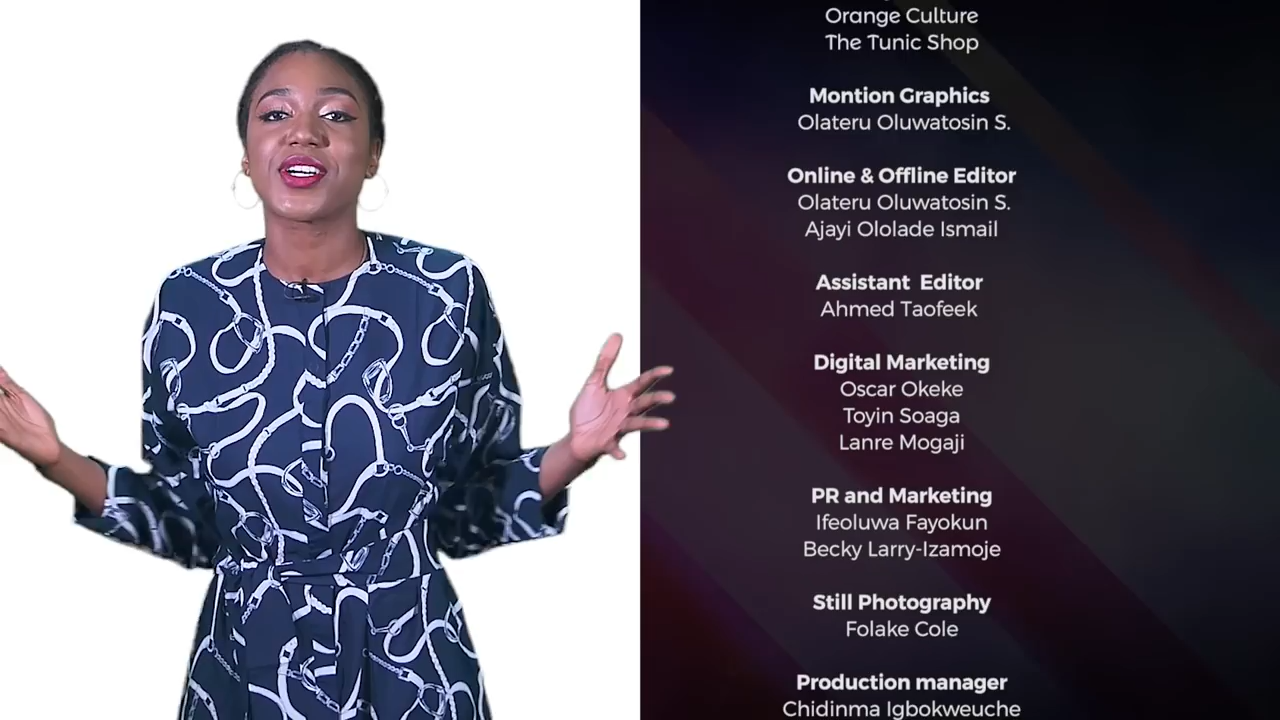 Orange Culture
The Tunic Shop
Montion Graphics
Olateru Oluwatosin S.
Online & Offline Editor
Olateru Oluwatosin S.
Ajayi Ololade Ismail
Assistant Editor
Ahmed Taofeek
Digital Marketing
Oscar Okeke
Toyin Soaga
Lanre Mogaji
PR and Marketing
Ifeoluwa Fayokun
Becky Larry-Izamoje
Still Photography
Folake Cole
Production manager
Chidinma Igbokweuche